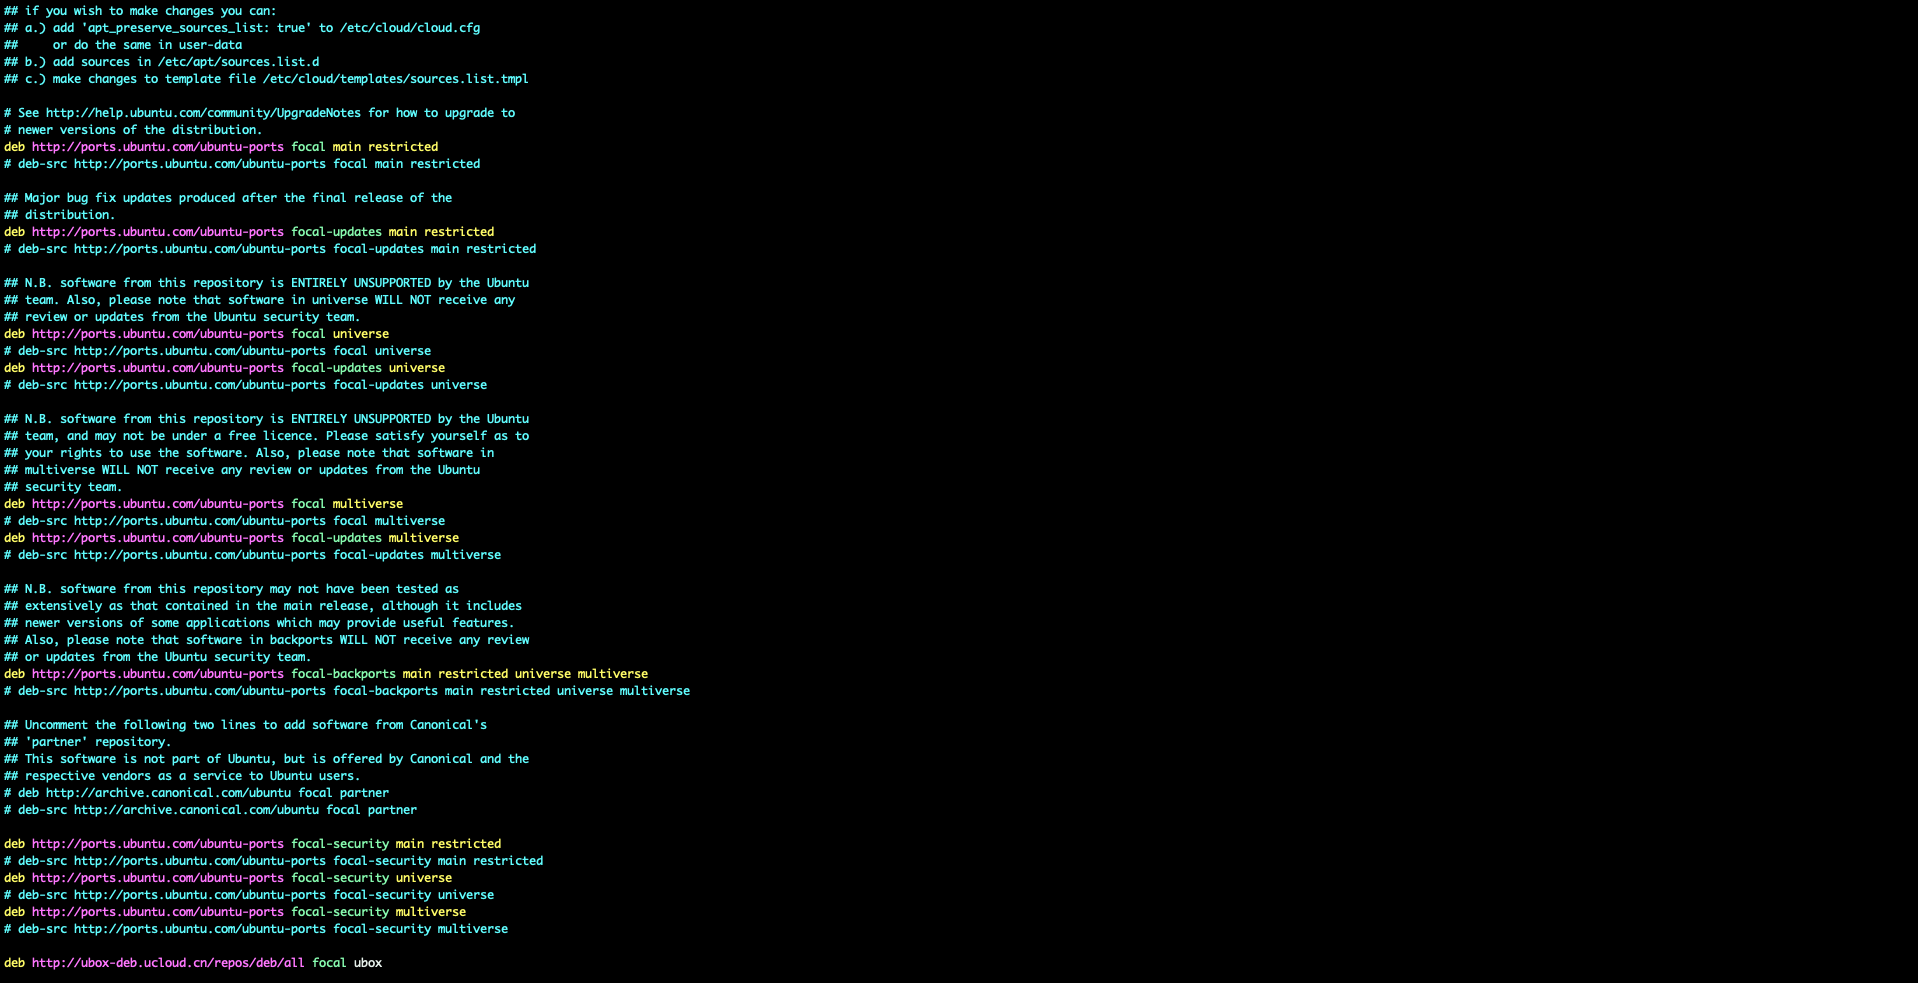 ## if you wish to make changes you can:
## a.) add 'apt_preserve_sources_list: true' to /etc/cloud/cloud.cfg
##     or do the same in user-data
## b.) add sources in /etc/apt/sources.list.d
## c.) make changes to template file /etc/cloud/templates/sources.list.tmpl

# See http://help.ubuntu.com/community/UpgradeNotes for how to upgrade to
# newer versions of the distribution.
deb http://ports.ubuntu.com/ubuntu-ports focal main restricted
# deb-src http://ports.ubuntu.com/ubuntu-ports focal main restricted

## Major bug fix updates produced after the final release of the
## distribution.
deb http://ports.ubuntu.com/ubuntu-ports focal-updates main restricted
# deb-src http://ports.ubuntu.com/ubuntu-ports focal-updates main restricted

## N.B. software from this repository is ENTIRELY UNSUPPORTED by the Ubuntu
## team. Also, please note that software in universe WILL NOT receive any
## review or updates from the Ubuntu security team.
deb http://ports.ubuntu.com/ubuntu-ports focal universe
# deb-src http://ports.ubuntu.com/ubuntu-ports focal universe
deb http://ports.ubuntu.com/ubuntu-ports focal-updates universe
# deb-src http://ports.ubuntu.com/ubuntu-ports focal-updates universe

## N.B. software from this repository is ENTIRELY UNSUPPORTED by the Ubuntu
## team, and may not be under a free licence. Please satisfy yourself as to
## your rights to use the software. Also, please note that software in
## multiverse WILL NOT receive any review or updates from the Ubuntu
## security team.
deb http://ports.ubuntu.com/ubuntu-ports focal multiverse
# deb-src http://ports.ubuntu.com/ubuntu-ports focal multiverse
deb http://ports.ubuntu.com/ubuntu-ports focal-updates multiverse
# deb-src http://ports.ubuntu.com/ubuntu-ports focal-updates multiverse

## N.B. software from this repository may not have been tested as
## extensively as that contained in the main release, although it includes
## newer versions of some applications which may provide useful features.
## Also, please note that software in backports WILL NOT receive any review
## or updates from the Ubuntu security team.
deb http://ports.ubuntu.com/ubuntu-ports focal-backports main restricted universe multiverse
# deb-src http://ports.ubuntu.com/ubuntu-ports focal-backports main restricted universe multiverse

## Uncomment the following two lines to add software from Canonical's
## 'partner' repository.
## This software is not part of Ubuntu, but is offered by Canonical and the
## respective vendors as a service to Ubuntu users.
# deb http://archive.canonical.com/ubuntu focal partner
# deb-src http://archive.canonical.com/ubuntu focal partner

deb http://ports.ubuntu.com/ubuntu-ports focal-security main restricted
# deb-src http://ports.ubuntu.com/ubuntu-ports focal-security main restricted
deb http://ports.ubuntu.com/ubuntu-ports focal-security universe
# deb-src http://ports.ubuntu.com/ubuntu-ports focal-security universe
deb http://ports.ubuntu.com/ubuntu-ports focal-security multiverse
# deb-src http://ports.ubuntu.com/ubuntu-ports focal-security multiverse

deb http://ubox-deb.ucloud.cn/repos/deb/all focal ubox